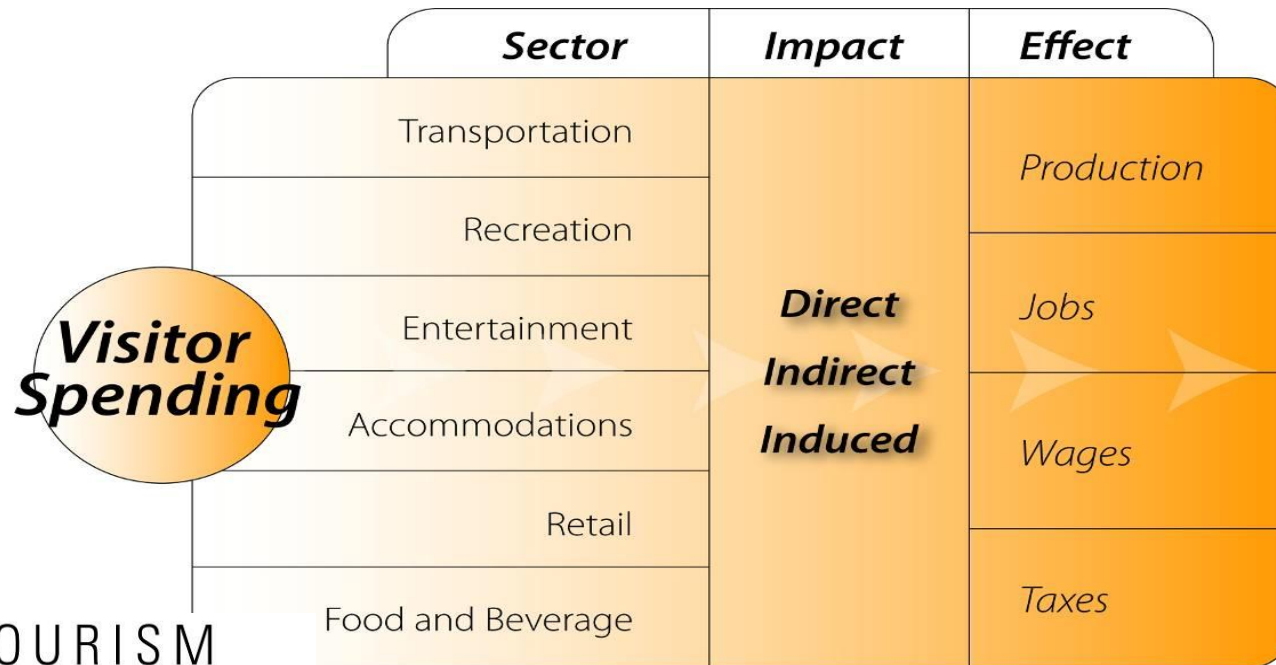 Sector Impact Effect
Transportation
Recreation
Entertainment
Accommodations
Retail
Food and Beverage
Visitor
Spending
Direct
Indirect
Induced
Production
Jobs
Wages
Taxes
OURISM